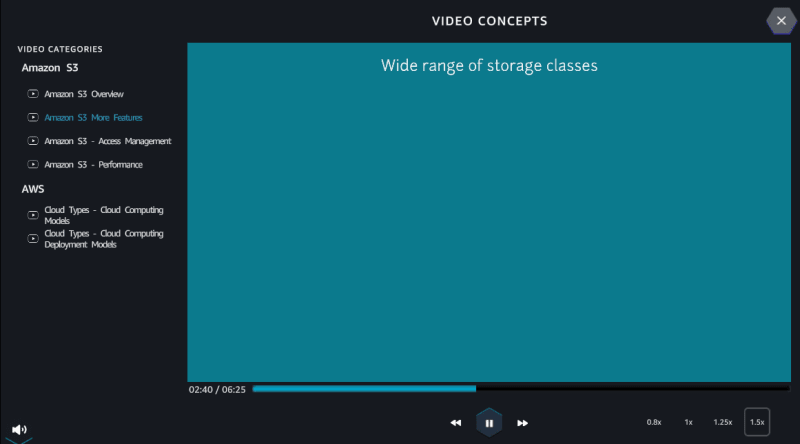 VIDEO CONCEPTS
VIDEO CATEGORIES
Amazon S3
Amazon S3 Overview
Amazon S3 More Features
Amazon S3 - Access Management
Amazon S3 - Performance
AWS
Cloud Types - Cloud Computing
Models
Cloud Types - Cloud Computing
Deployment Models
Wide range of storage classes
02:40 / 06:25
0.8x 1x 1.25x 1.5x